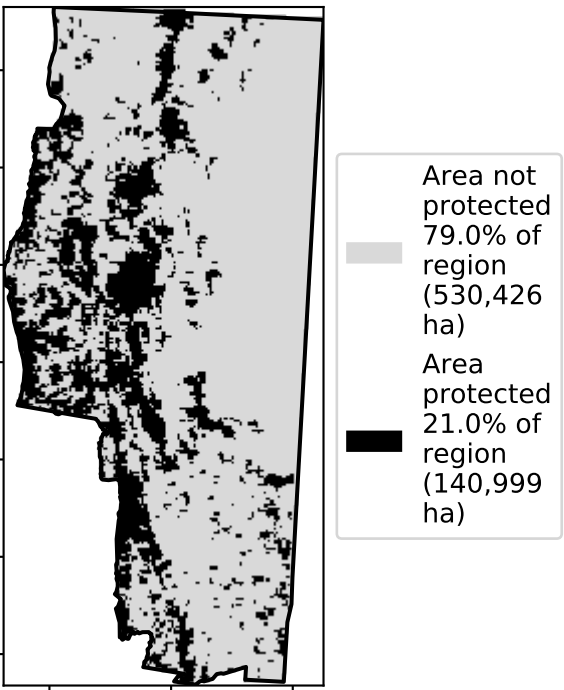 Area not
protected
79.0% of
region
(530,426
ha)
Area
protected
21.0% of
region
(140,999
ha)